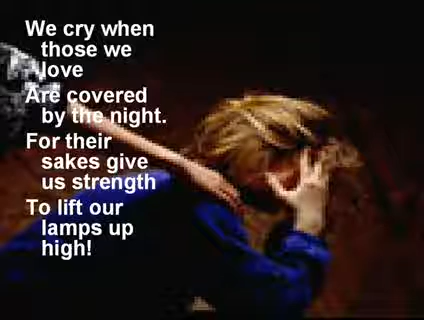 We cry when
those we
love
Are covered
by the night.
For their
sakes give
us strength
To lift our
lamps up
high!